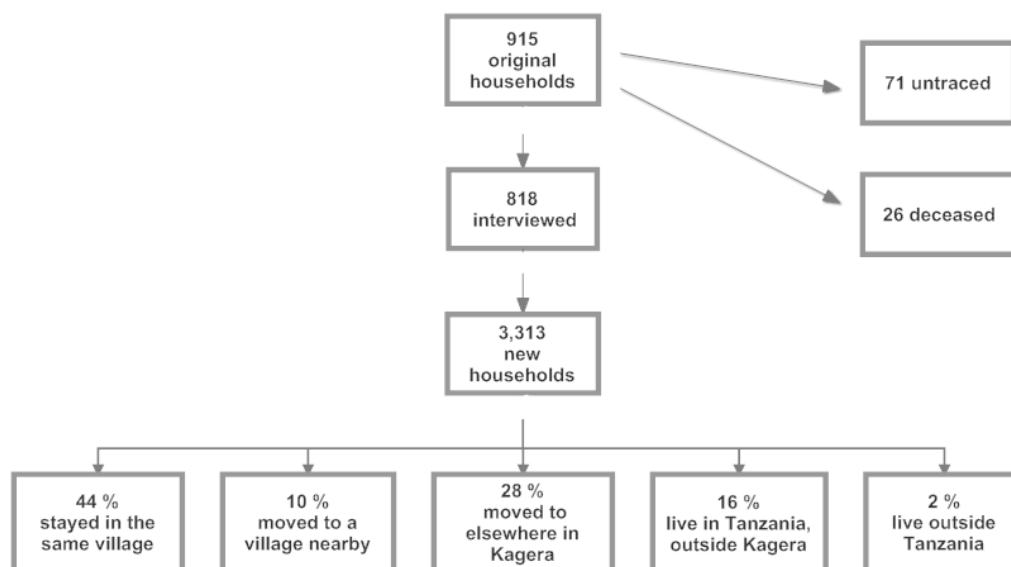 915
original
households
71 untraced
26 deceased
818
interviewed
3,313
new
households
44 %
stayed in the
same village
10 %
moved to a
village nearby
28 %
moved to
elsewhere in
Kagera
16 %
live in Tanzania,
outside Kagera
2 %
live outside
Tanzania